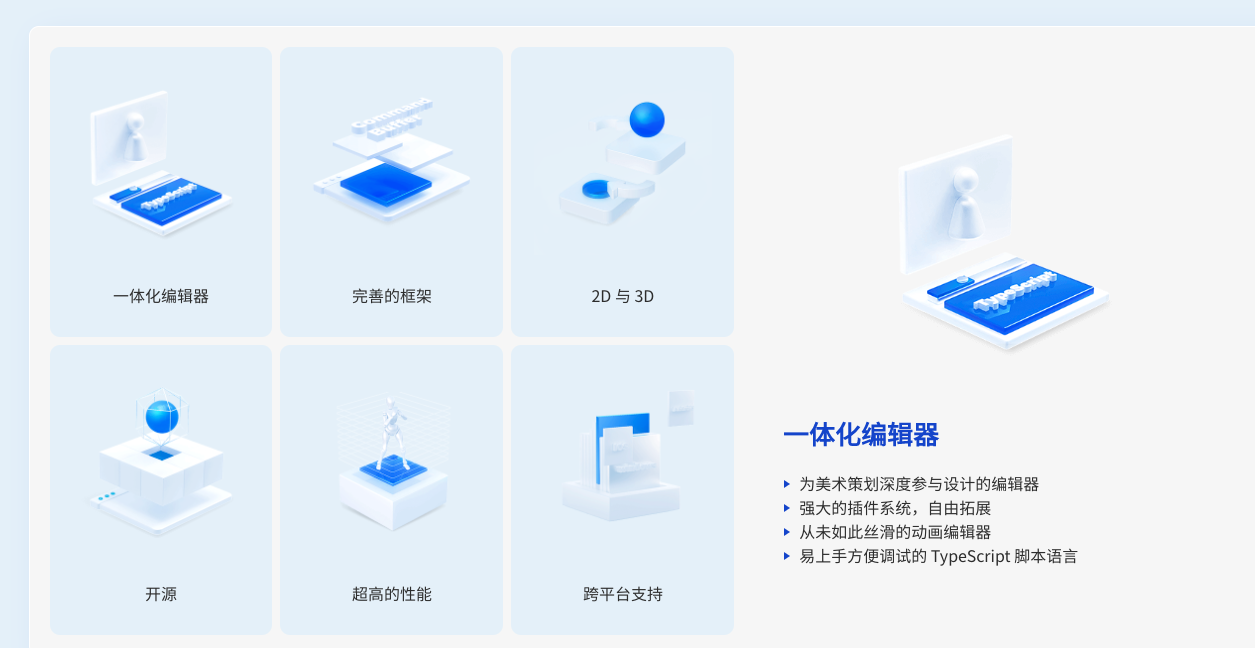 Command
Buffer
TypeScript
一体化编辑器
完善的框架
2D 与 3D
开源
超高的性能
跨平台支持
TypeScript
一体化编辑器
为美术策划深度参与设计的编辑器
强大的插件系统，自由拓展
从未如此丝滑的动画编辑器
易上手方便调试的 TypeScript 脚本语言